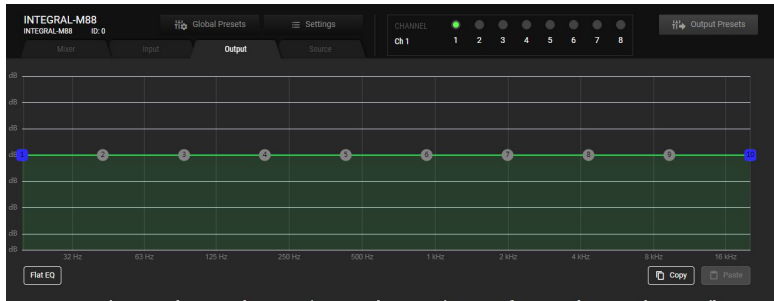 INTEGRAL-M88
INTEGRAL-M88 ID: 0
Global Presets
Settings
CHANNEL
Ch 1
1 2 3 4 5 6 7 8
Output Presets
Mixer
Input
Output
Source
dB
dB
dB
dB
dB
dB
dB
dB
1 2 3 4 5 6 7 8 9 10
32 Hz 63 Hz 125 Hz 250 Hz 500 Hz 1 kHz 2 kHz 4 kHz 8 kHz 16 kHz
Flat EQ
Copy
Paste